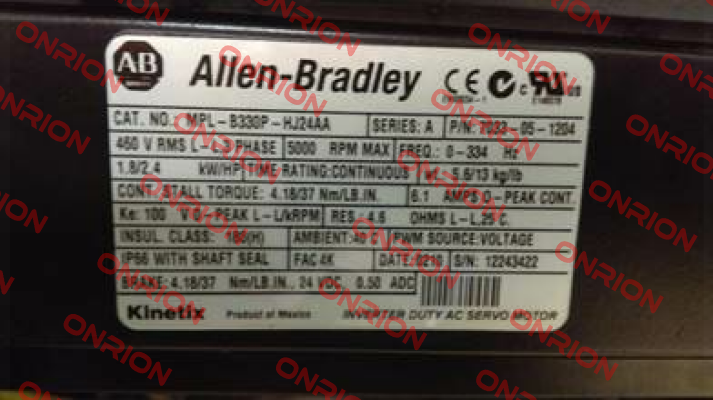 AB Allen-Bradley CE C US
CAT. NO. MPL-B330P-HJ24AA SERIES: A P/N: -05-1204
460 V RMS L-L 3 PHASE 5000 RPM MAX FREQ.: 0-334 Hz
1.8/2.4 kW/HP TIME RATING:CONTINUOUS 5.6/13 kg/lb
CONT. STALL TORQUE: 4.18/37 Nm/LB.IN. 6.1 AMPS 0-PEAK CONT.
Ke: 100 V 0-PEAK L-L/kRPM RES.: 4.6 OHMS L-L,25°C.
INSUL. CLASS: 180(H) AMBIENT:40 C PWM SOURCE:VOLTAGE
IP66 WITH SHAFT SEAL FAC 4K DATE:0210 S/N: 12243422
BRAKE: 4.18/37 Nm/LB.IN., 24 VDC, 0.50 ADC
Kinetix Product of Mexico INVERTER DUTY AC SERVO MOTOR
ONRION